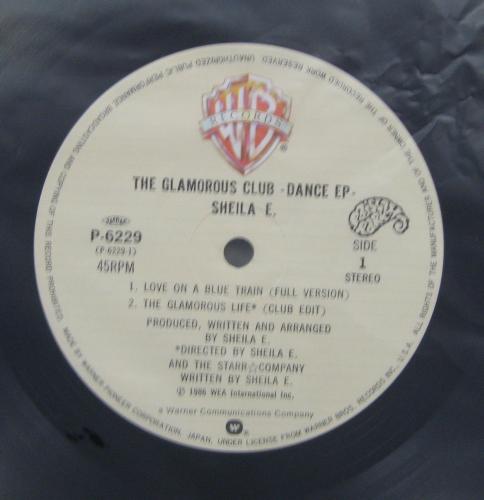 WB
RECORDS
®
THE GLAMOROUS CLUB -DANCE EP-
SHEILA E.
P-6229
(P-6229-1)
45RPM
SIDE
1
STEREO
1. LOVE ON A BLUE TRAIN (FULL VERSION)
2. THE GLAMOROUS LIFE* (CLUB EDIT)
PRODUCED, WRITTEN AND ARRANGED
BY SHEILA E.
*DIRECTED BY SHEILA E.
AND THE STARR☆COMPANY
WRITTEN BY SHEILA E.
Ⓟ 1986 WEA International Inc.
a Warner Communications Company
®
MADE BY WARNER-PIONEER CORPORATION, JAPAN, UNDER LICENSE FROM WARNER BROS. RECORDS INC., U.S.A. ALL RIGHTS OF THE MANUFACTURES AND OF THE OWNER OF THE RECORDED WORK RESERVED. UNAUTHORIZED PUBLIC PERFORMANCE BROADCASTING AND COPYING OF THIS RECORD PROHIBITED.